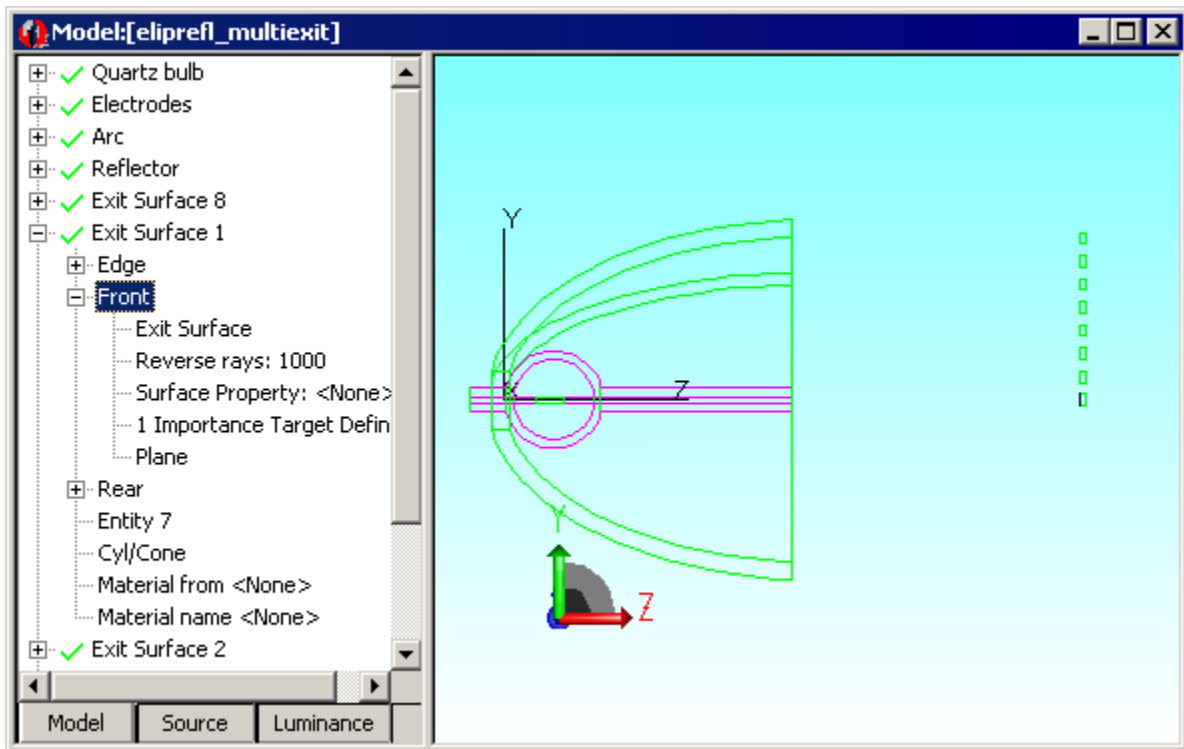 Model:[eliprefl_multiexit]
Quartz bulb
Electrodes
Arc
Reflector
Exit Surface 8
Exit Surface 1
Edge
Front
Exit Surface
Reverse rays: 1000
Surface Property: <None>
1 Importance Target Defin
Plane
Rear
Entity 7
Cyl/Cone
Material from <None>
Material name <None>
Exit Surface 2
Model Source Luminance
Y
X Z
Y
Z